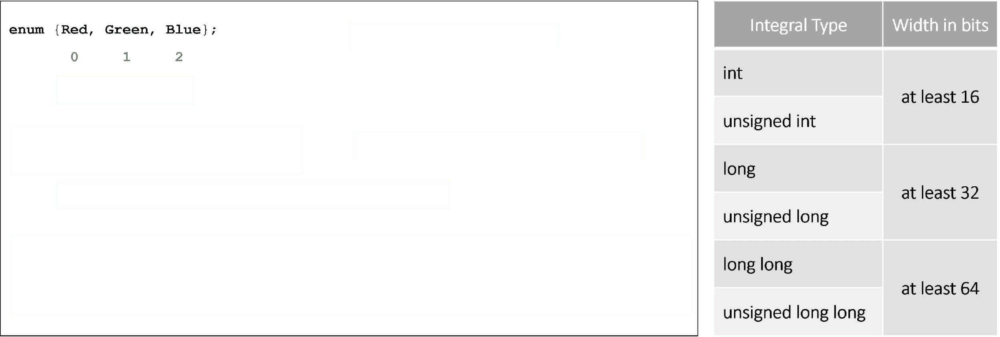 enum {Red, Green, Blue};
0 1 2
Integral Type Width in bits
int
at least 16
unsigned int
long
at least 32
unsigned long
long long
at least 64
unsigned long long